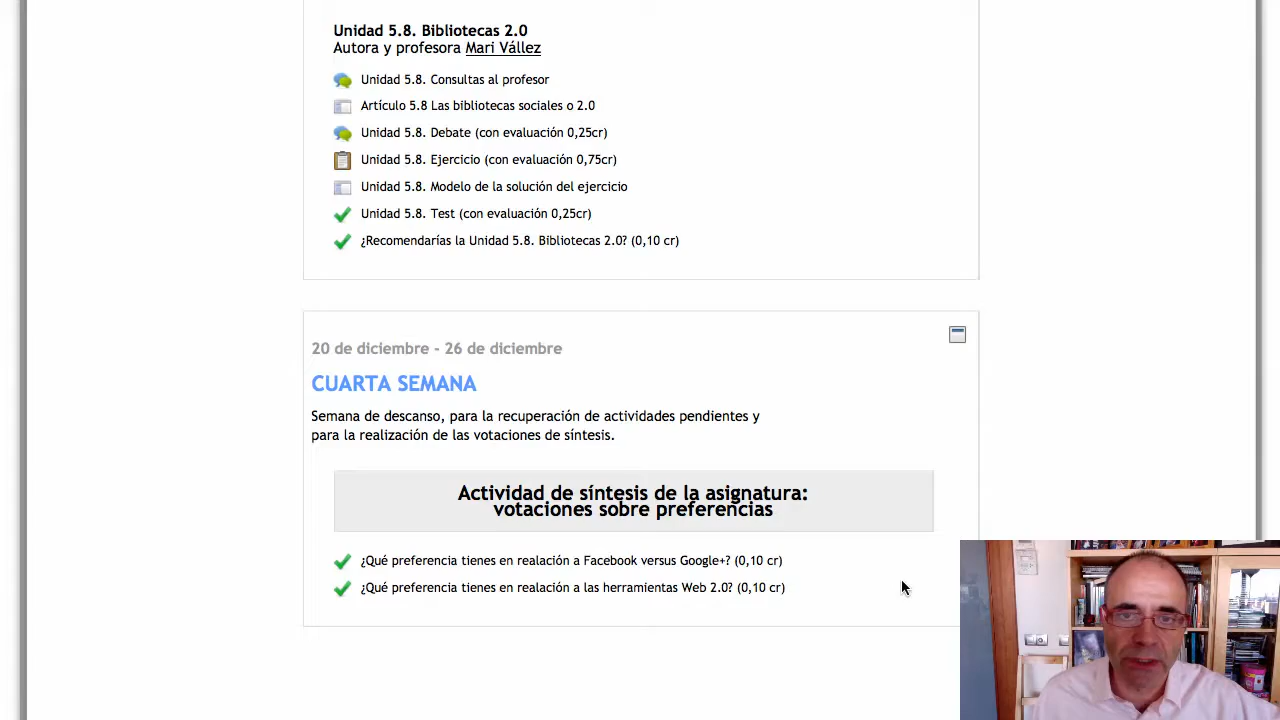 Unidad 5.8. Bibliotecas 2.0
Autora y profesora Mari Vállez
Unidad 5.8. Consultas al profesor
Artículo 5.8 Las bibliotecas sociales o 2.0
Unidad 5.8. Debate (con evaluación 0,25cr)
Unidad 5.8. Ejercicio (con evaluación 0,75cr)
Unidad 5.8. Modelo de la solución del ejercicio
Unidad 5.8. Test (con evaluación 0,25cr)
¿Recomendarías la Unidad 5.8. Bibliotecas 2.0? (0,10 cr)
20 de diciembre - 26 de diciembre
CUARTA SEMANA
Semana de descanso, para la recuperación de actividades pendientes y
para la realización de las votaciones de síntesis.
Actividad de síntesis de la asignatura:
votaciones sobre preferencias
¿Qué preferencia tienes en realación a Facebook versus Google+? (0,10 cr)
¿Qué preferencia tienes en realación a las herramientas Web 2.0? (0,10 cr)